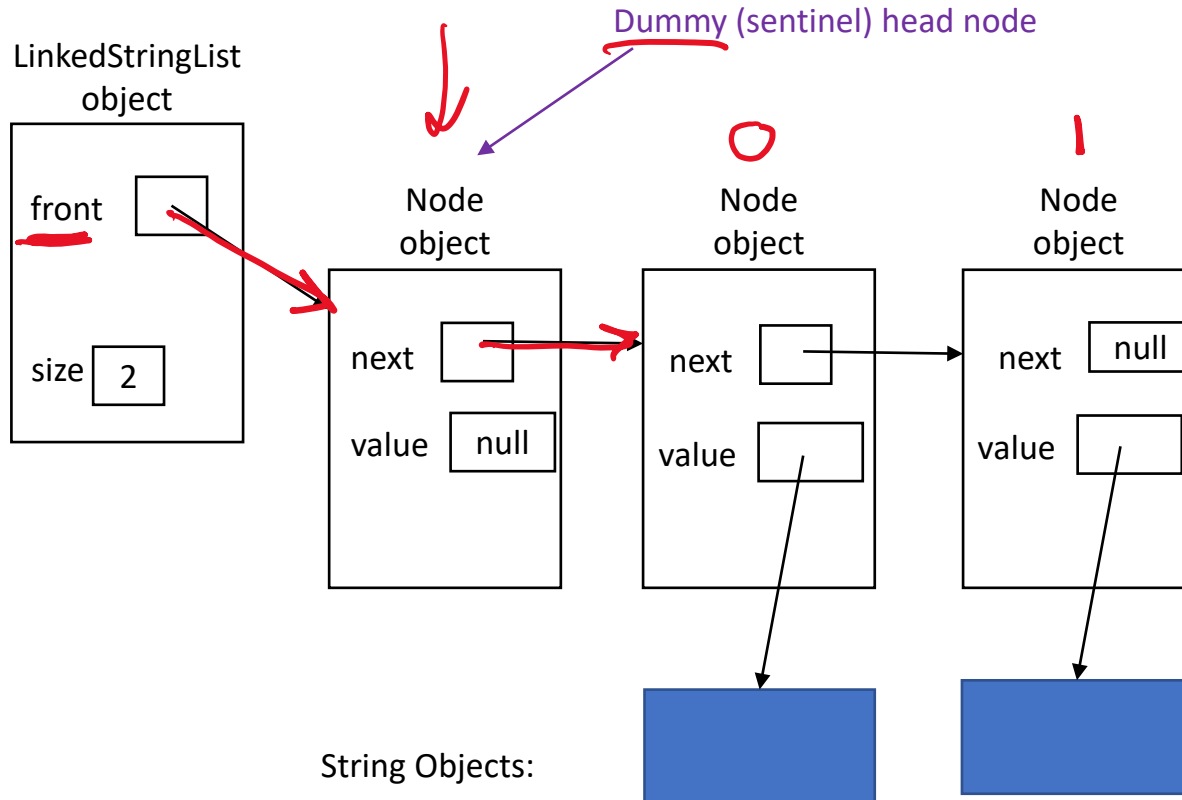 Dummy (sentinel) head node
LinkedStringList
object
0
1
front
size
2
Node
object
next
value
null
Node
object
next
value
Node
object
next
null
value
String Objects: